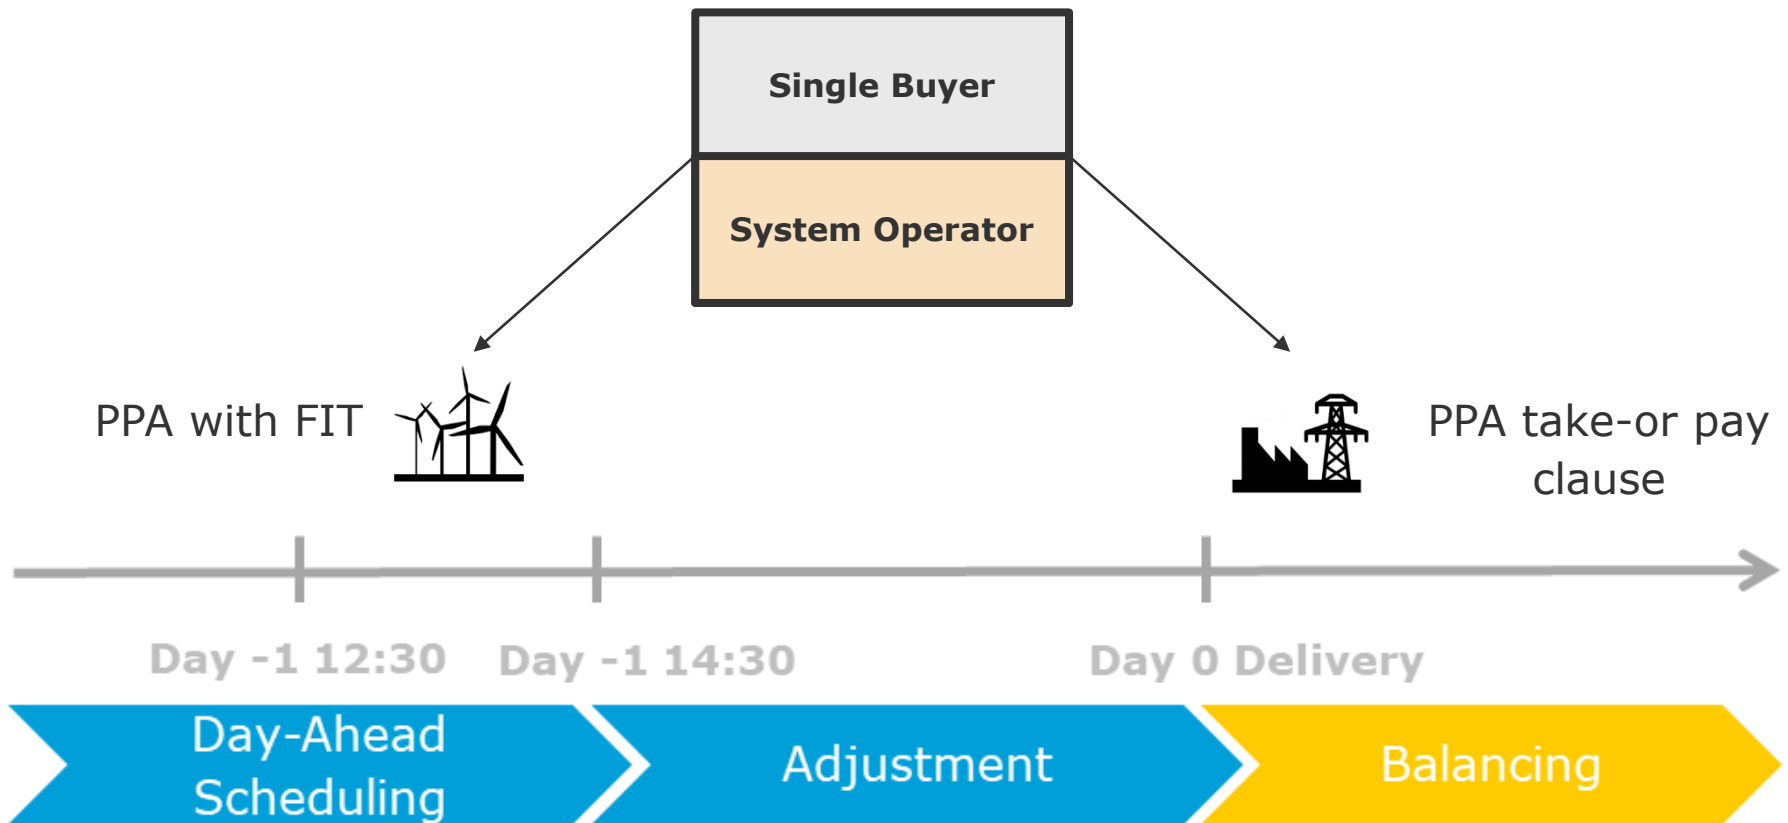 Single Buyer
System Operator
PPA with FIT
PPA take-or pay
clause
Day -1 12:30
Day -1 14:30
Day 0 Delivery
Day-Ahead
Scheduling
Adjustment
Balancing